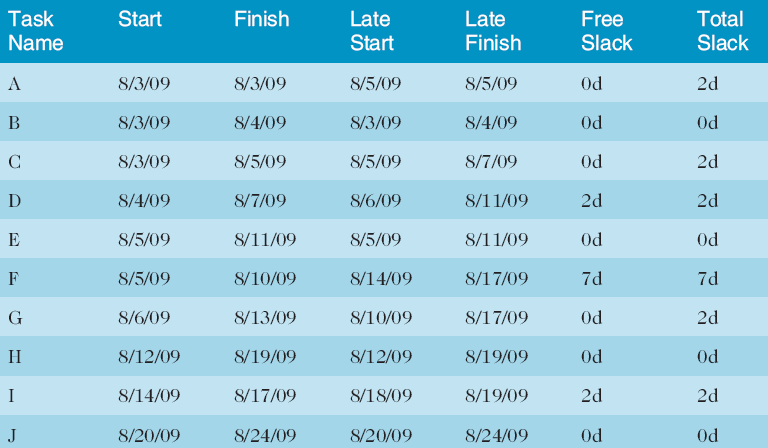 Task Name Start Finish Late Start Late Finish Free Slack Total Slack
A 8/3/09 8/3/09 8/5/09 8/5/09 0d 2d
B 8/3/09 8/4/09 8/3/09 8/4/09 0d 0d
C 8/3/09 8/5/09 8/5/09 8/7/09 0d 2d
D 8/4/09 8/7/09 8/6/09 8/11/09 2d 2d
E 8/5/09 8/11/09 8/5/09 8/11/09 0d 0d
F 8/5/09 8/10/09 8/14/09 8/17/09 7d 7d
G 8/6/09 8/13/09 8/10/09 8/17/09 0d 2d
H 8/12/09 8/19/09 8/12/09 8/19/09 0d 0d
I 8/14/09 8/17/09 8/18/09 8/19/09 2d 2d
J 8/20/09 8/24/09 8/20/09 8/24/09 0d 0d